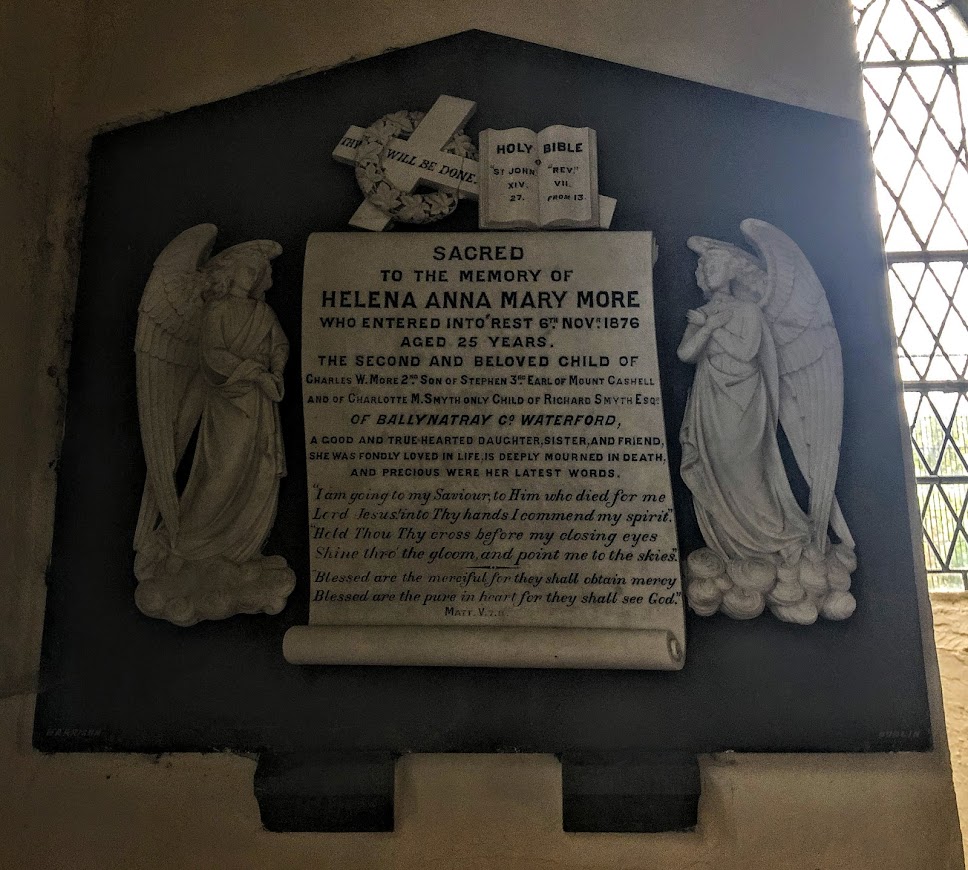 THY WILL BE DONE.
HOLY BIBLE
"ST JOHN,
XIV.
27.
"REV."
VII.
FROM 13.
SACRED
TO THE MEMORY OF
HELENA ANNA MARY MORE
WHO ENTERED INTO "REST 6TH NOVR. 1876
AGED 25 YEARS.
THE SECOND AND BELOVED CHILD OF
CHARLES W. MORE 2ND SON OF STEPHEN 3RD EARL OF MOUNT CASHELL
AND OF CHARLOTTE M. SMYTH ONLY CHILD OF RICHARD SMYTH ESQR.
OF BALLYNATRAY CO. WATERFORD,
A GOOD AND TRUE-HEARTED DAUGHTER, SISTER, AND FRIEND,
SHE WAS FONDLY LOVED IN LIFE, IS DEEPLY MOURNED IN DEATH,
AND PRECIOUS WERE HER LATEST WORDS.
"I am going to my Saviour, to Him who died for me
Lord Jesus! into Thy hands I commend my spirit".
"Hold Thou Thy cross before my closing eyes
Shine thro' the gloom, and point me to the skies."
"Blessed are the merciful, for they shall obtain mercy
Blessed are the pure in heart for they shall see God."
MATT. V. 7. 8.
HARRISON
DUBLIN